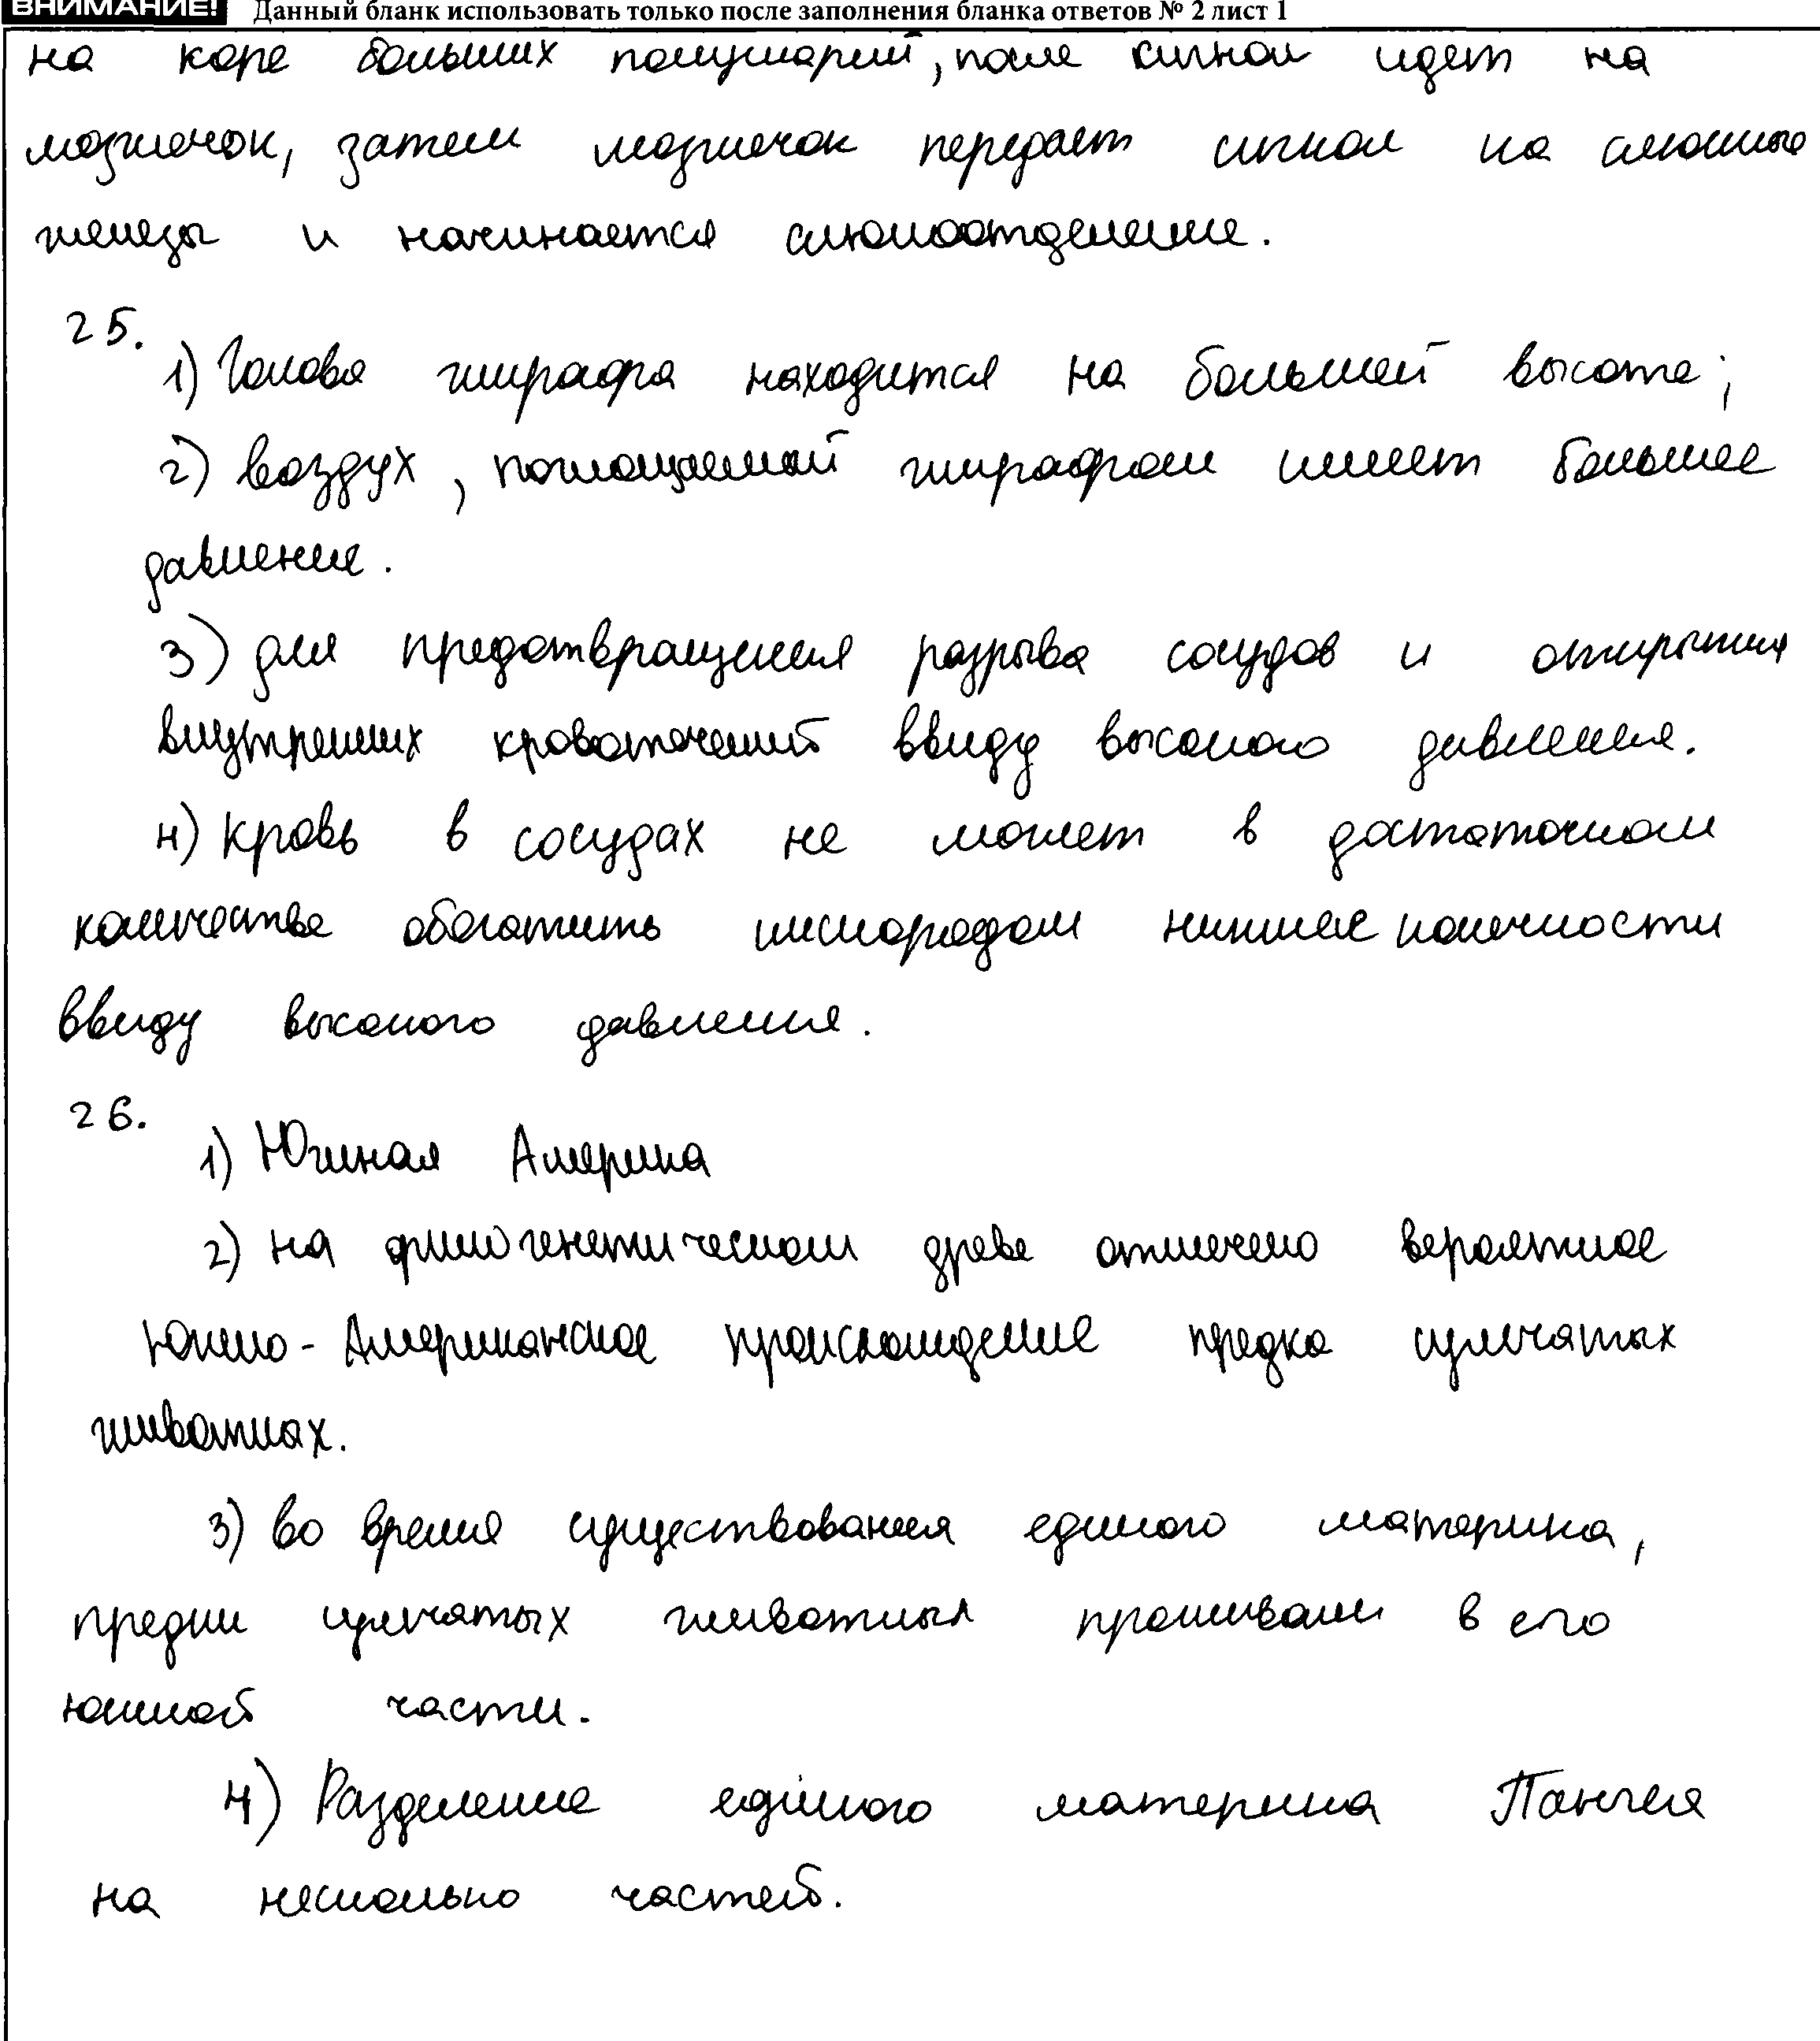 ВНИМАНИЕ! Данный бланк использовать только после заполнения бланка ответов № 2 лист 1
на коре больших полушарий, после сигнал идет на
мозжечок, затем мозжечок передает сигнал на слюнные
железы и начинается слюноотделение.
25.
1) Голова жирафа находится на большей высоте;
2) воздух, поглощаемый жирафом имеет большее
давление.
3) для предотвращения разрыва сосудов и открытия
внутренних кровотечений ввиду высокого давления.
4) кровь в сосудах не может в достаточном
количестве обогатить кислородом нижние конечности
ввиду высокого давления.
26.
1) Южная Америка
2) на филогенетическом древе отмечено вероятное
Южно-Американское происхождение предка сумчатых
животных.
3) во время существования единого материка,
предки сумчатых животных проживали в его
южной части.
4) Разделение единого материка Пангея
на несколько частей.